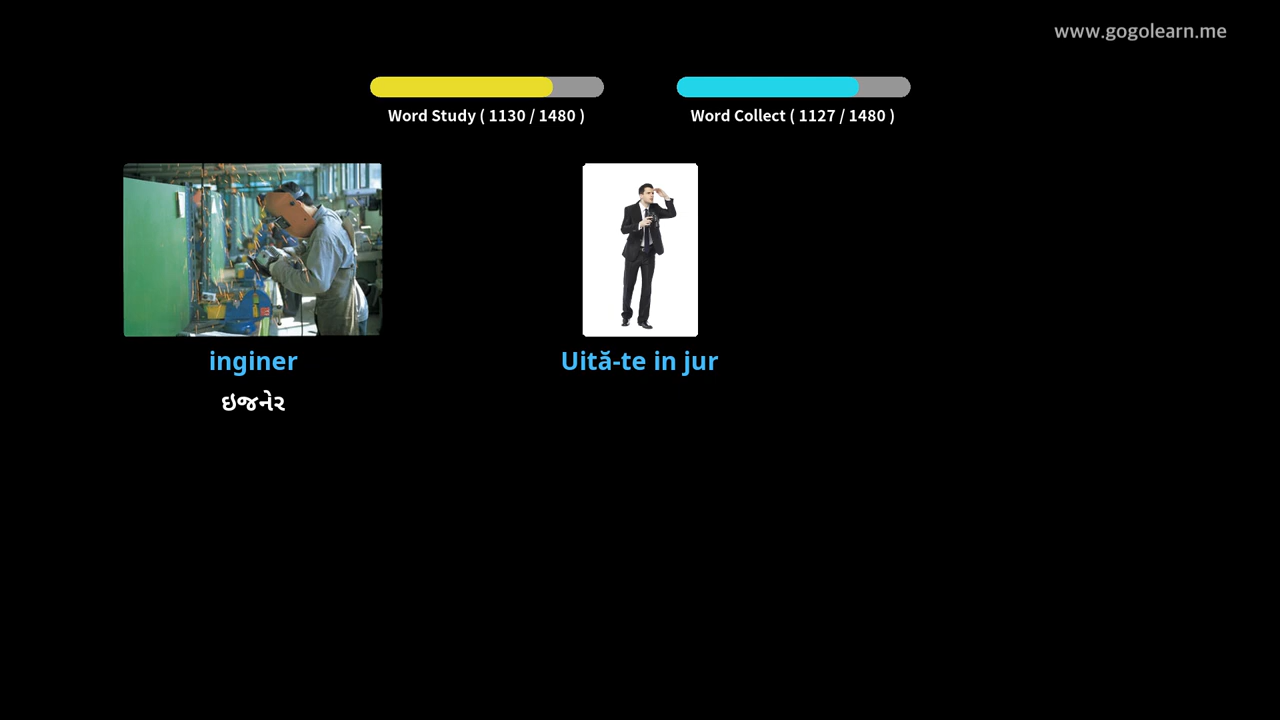 www.gogolearn.me
Word Study ( 1130 / 1480 )
Word Collect ( 1127 / 1480 )
inginer
Uită-te in jur
ઇજનેર